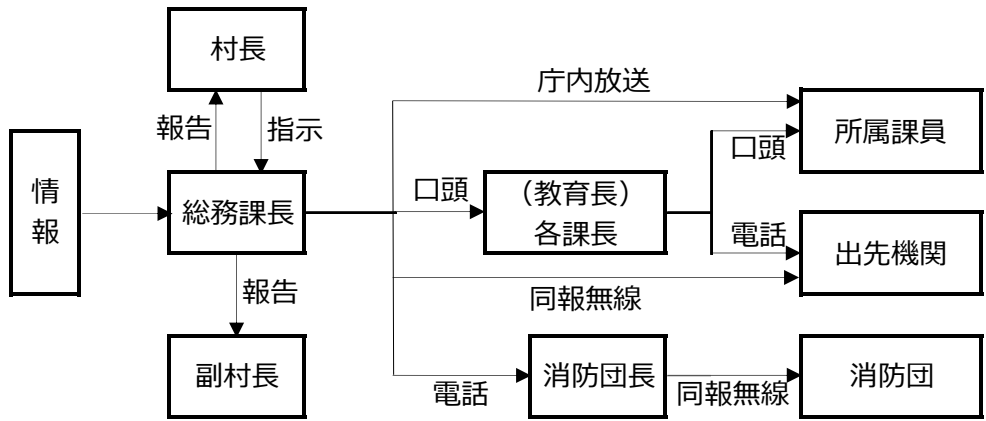 村長
庁内放送
報告
指示
所属課員
口頭
情
報
総務課長
口頭
（教育長）
各課長
電話
出先機関
報告
同報無線
副村長
電話
消防団長
同報無線
消防団